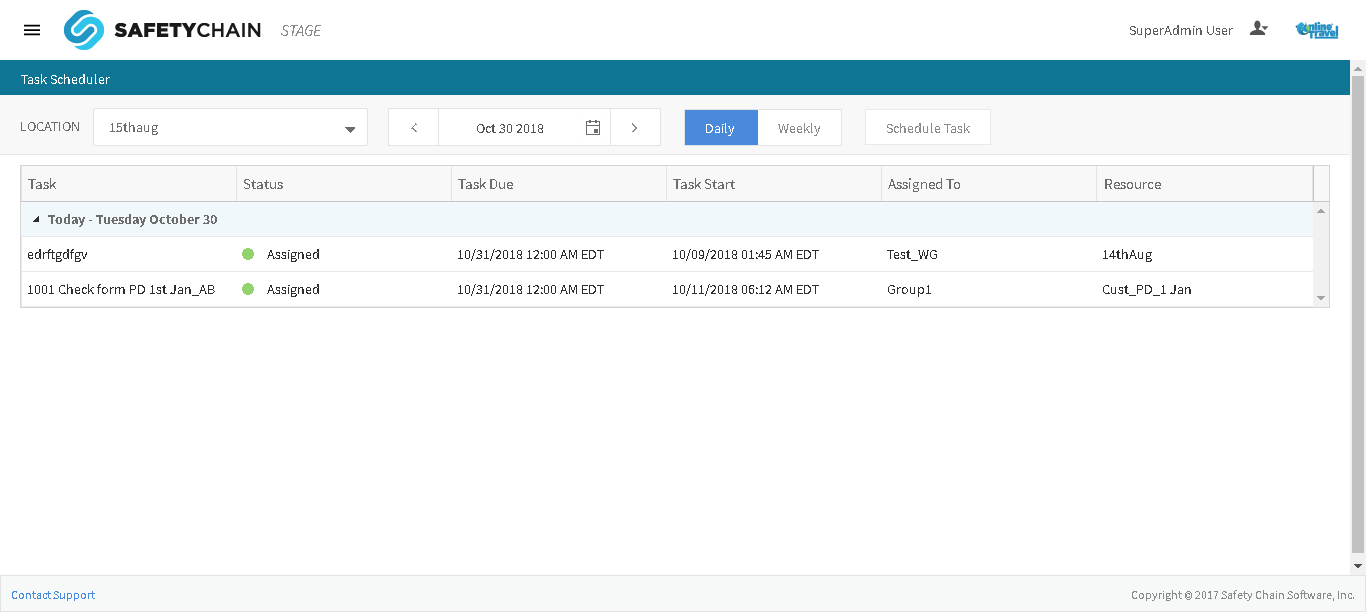 SAFETYCHAIN STAGE SuperAdmin User Online Travel
Task Scheduler
LOCATION 15thaug Oct 30 2018 Daily Weekly Schedule Task
Task Status Task Due Task Start Assigned To Resource
Today - Tuesday October 30
edrftgdfgv Assigned 10/31/2018 12:00 AM EDT 10/09/2018 01:45 AM EDT Test_WG 14thAug
1001 Check form PD 1st Jan_AB Assigned 10/31/2018 12:00 AM EDT 10/11/2018 06:12 AM EDT Group1 Cust_PD_1 Jan
Contact Support Copyright © 2017 Safety Chain Software, Inc.